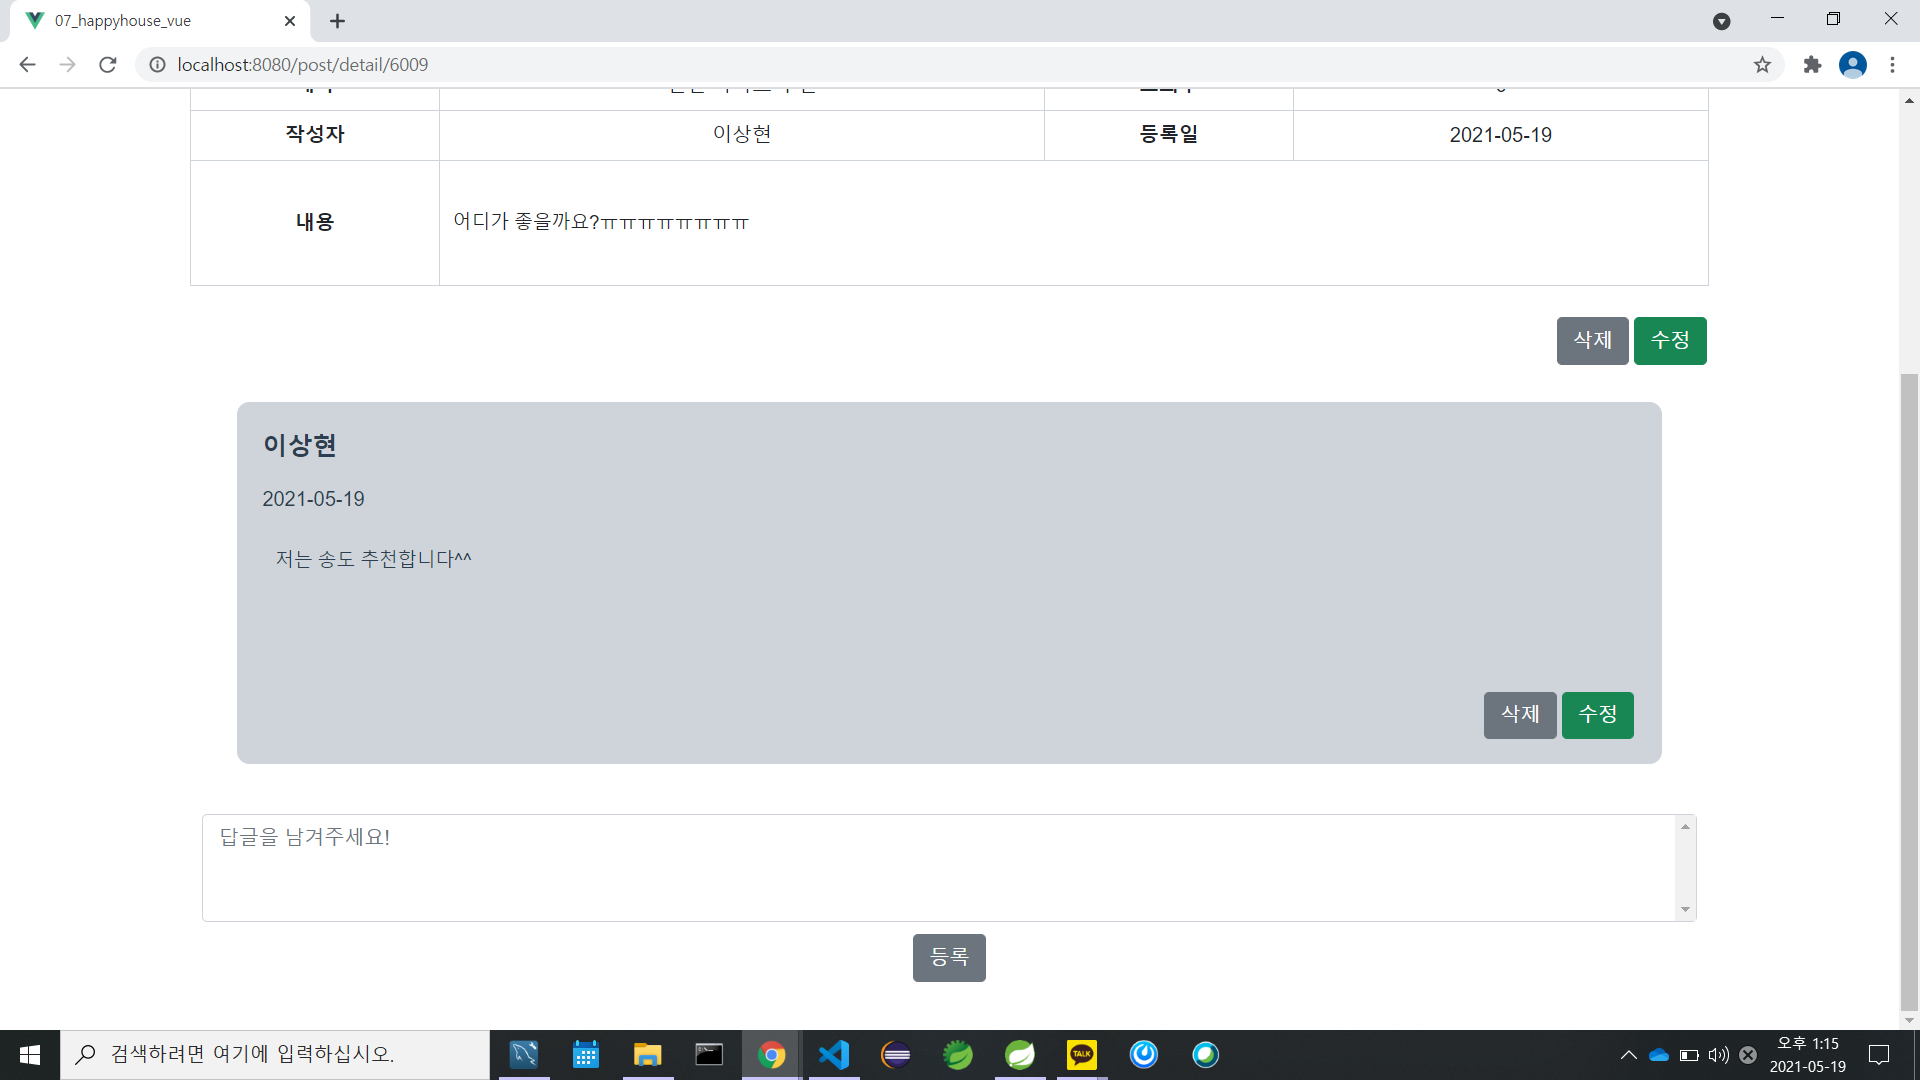 07_happyhouse_vue
localhost:8080/post/detail/6009
작성자 이상현 등록일 2021-05-19
내용 어디가 좋을까요?ㅠㅠㅠㅠㅠㅠㅠㅠ
삭제 수정
이상현
2021-05-19
저는 송도 추천합니다^^
삭제 수정
답글을 남겨주세요!
등록
검색하려면 여기에 입력하십시오.
TALK
오후 1:15
2021-05-19